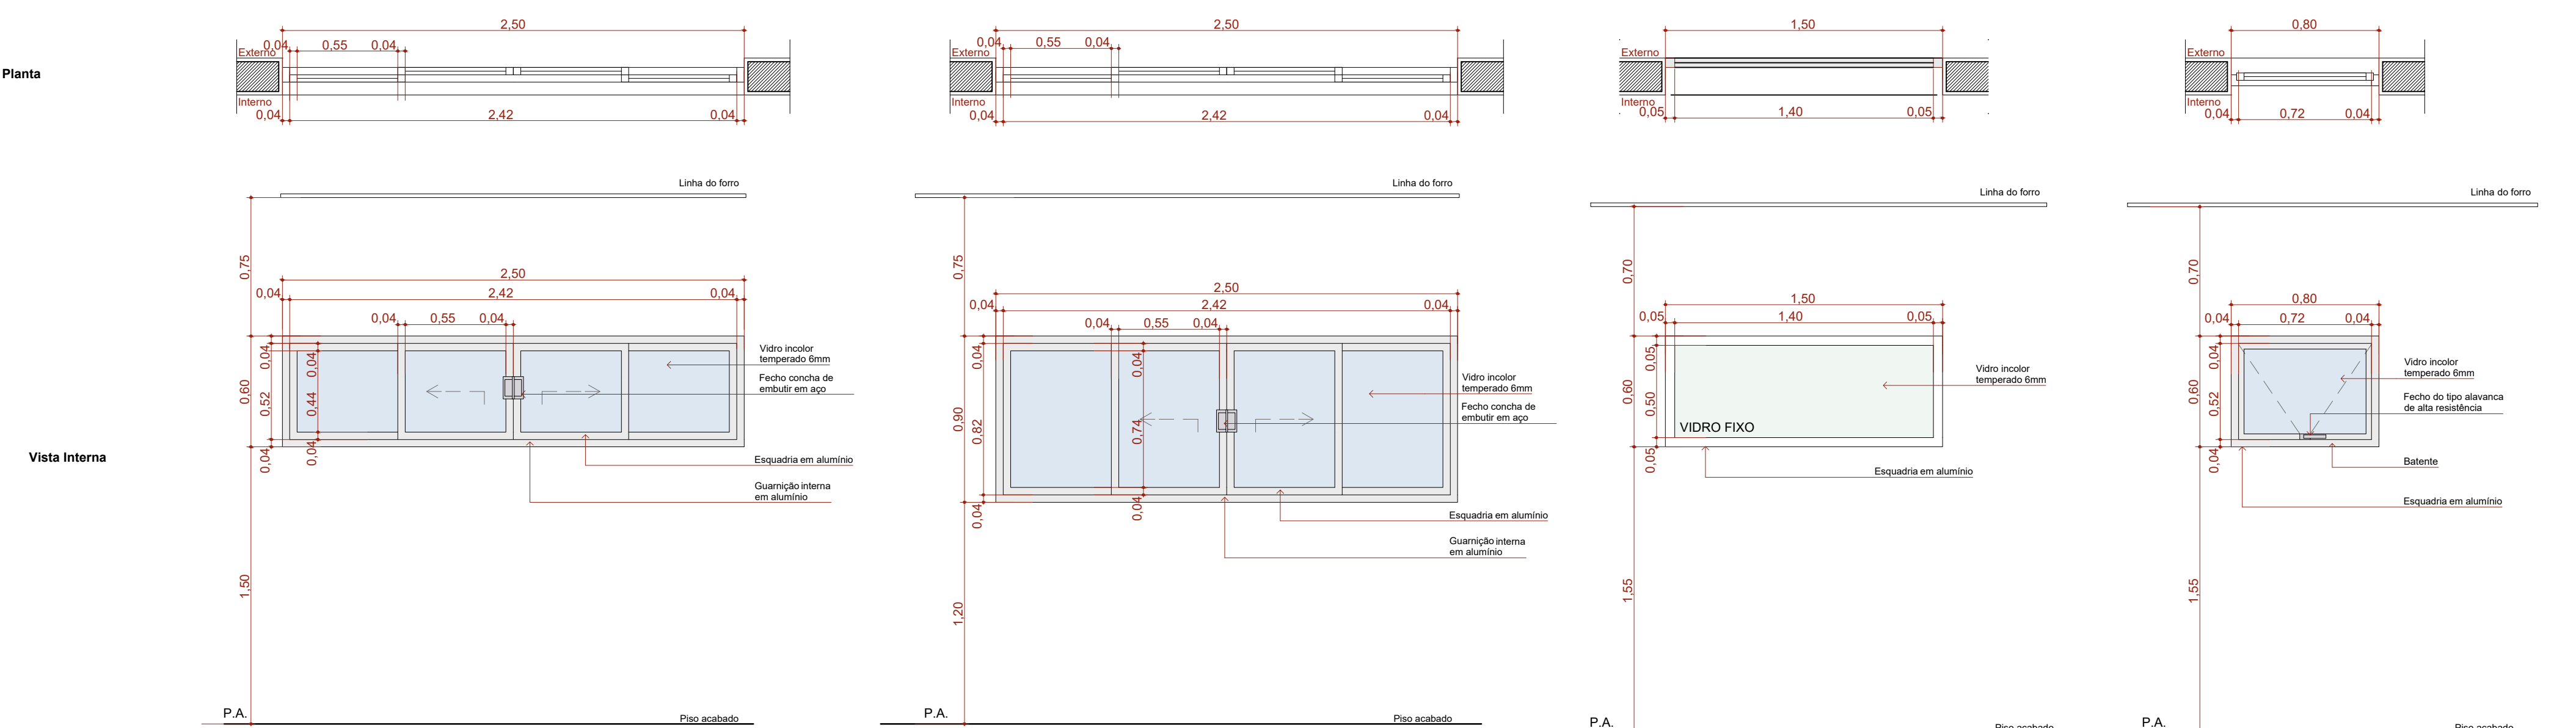 Planta
2,50
0,04
0,55
0,04
Externo
Interno
0,04
2,42
0,04
2,50
0,04
0,55
0,04
Externo
Interno
0,04
2,42
0,04
1,50
Externo
Interno
0,05
1,40
0,05
0,80
Externo
Interno
0,04
0,72
0,04
Vista Interna
Linha do forro
0,75
2,50
0,04
2,42
0,04
0,04
0,55
0,04
0,04
0,04
0,60
0,52
0,44
0,04
0,04
Vidro incolor
temperado 6mm
Fecho concha de
embutir em aço
Esquadria em alumínio
Guarnição interna
em alumínio
1,50
P.A.
Piso acabado
Linha do forro
0,75
2,50
0,04
2,42
0,04
0,04
0,55
0,04
0,04
0,04
0,90
0,82
0,74
0,04
0,04
Vidro incolor
temperado 6mm
Fecho concha de
embutir em aço
Esquadria em alumínio
Guarnição interna
em alumínio
1,20
P.A.
Piso acabado
Linha do forro
0,70
1,50
0,05
1,40
0,05
0,05
0,60
0,50
0,05
VIDRO FIXO
Vidro incolor
temperado 6mm
Esquadria em alumínio
1,55
P.A.
Piso acabado
Linha do forro
0,70
0,80
0,04
0,72
0,04
0,04
0,60
0,52
0,04
Vidro incolor
temperado 6mm
Fecho do tipo alavanca
de alta resistência
Batente
Esquadria em alumínio
1,55
P.A.
Piso acabado